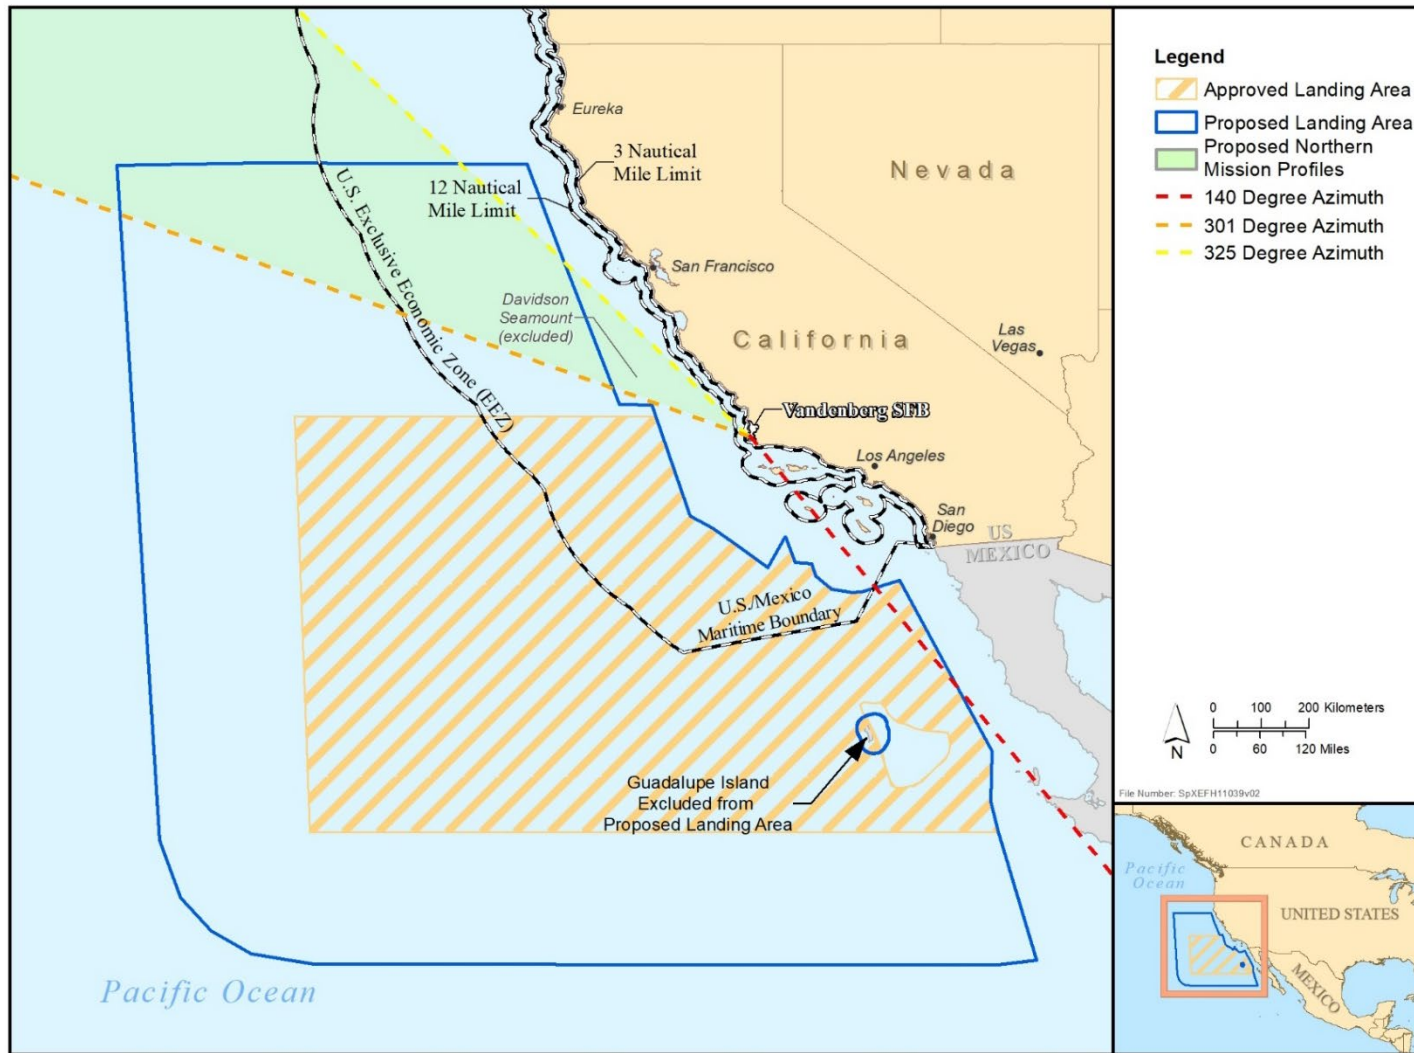 Eureka
3 Nautical
Mile Limit
12 Nautical
Mile Limit
Nevada
U.S. Exclusive Economic Zone (EEZ)
San Francisco
Davidson
Seamount
(excluded)
California
Las
Vegas
Vandenberg SFB
Los Angeles
San
Diego
US
MEXICO
U.S./Mexico
Maritime Boundary
Guadalupe Island
Excluded from
Proposed Landing Area
Pacific Ocean
Legend
Approved Landing Area
Proposed Landing Area
Proposed Northern
Mission Profiles
140 Degree Azimuth
301 Degree Azimuth
325 Degree Azimuth
N
0 100 200 Kilometers
0 60 120 Miles
File Number: SpXEFH11039v02
CANADA
Pacific
Ocean
UNITED STATES
MEXICO